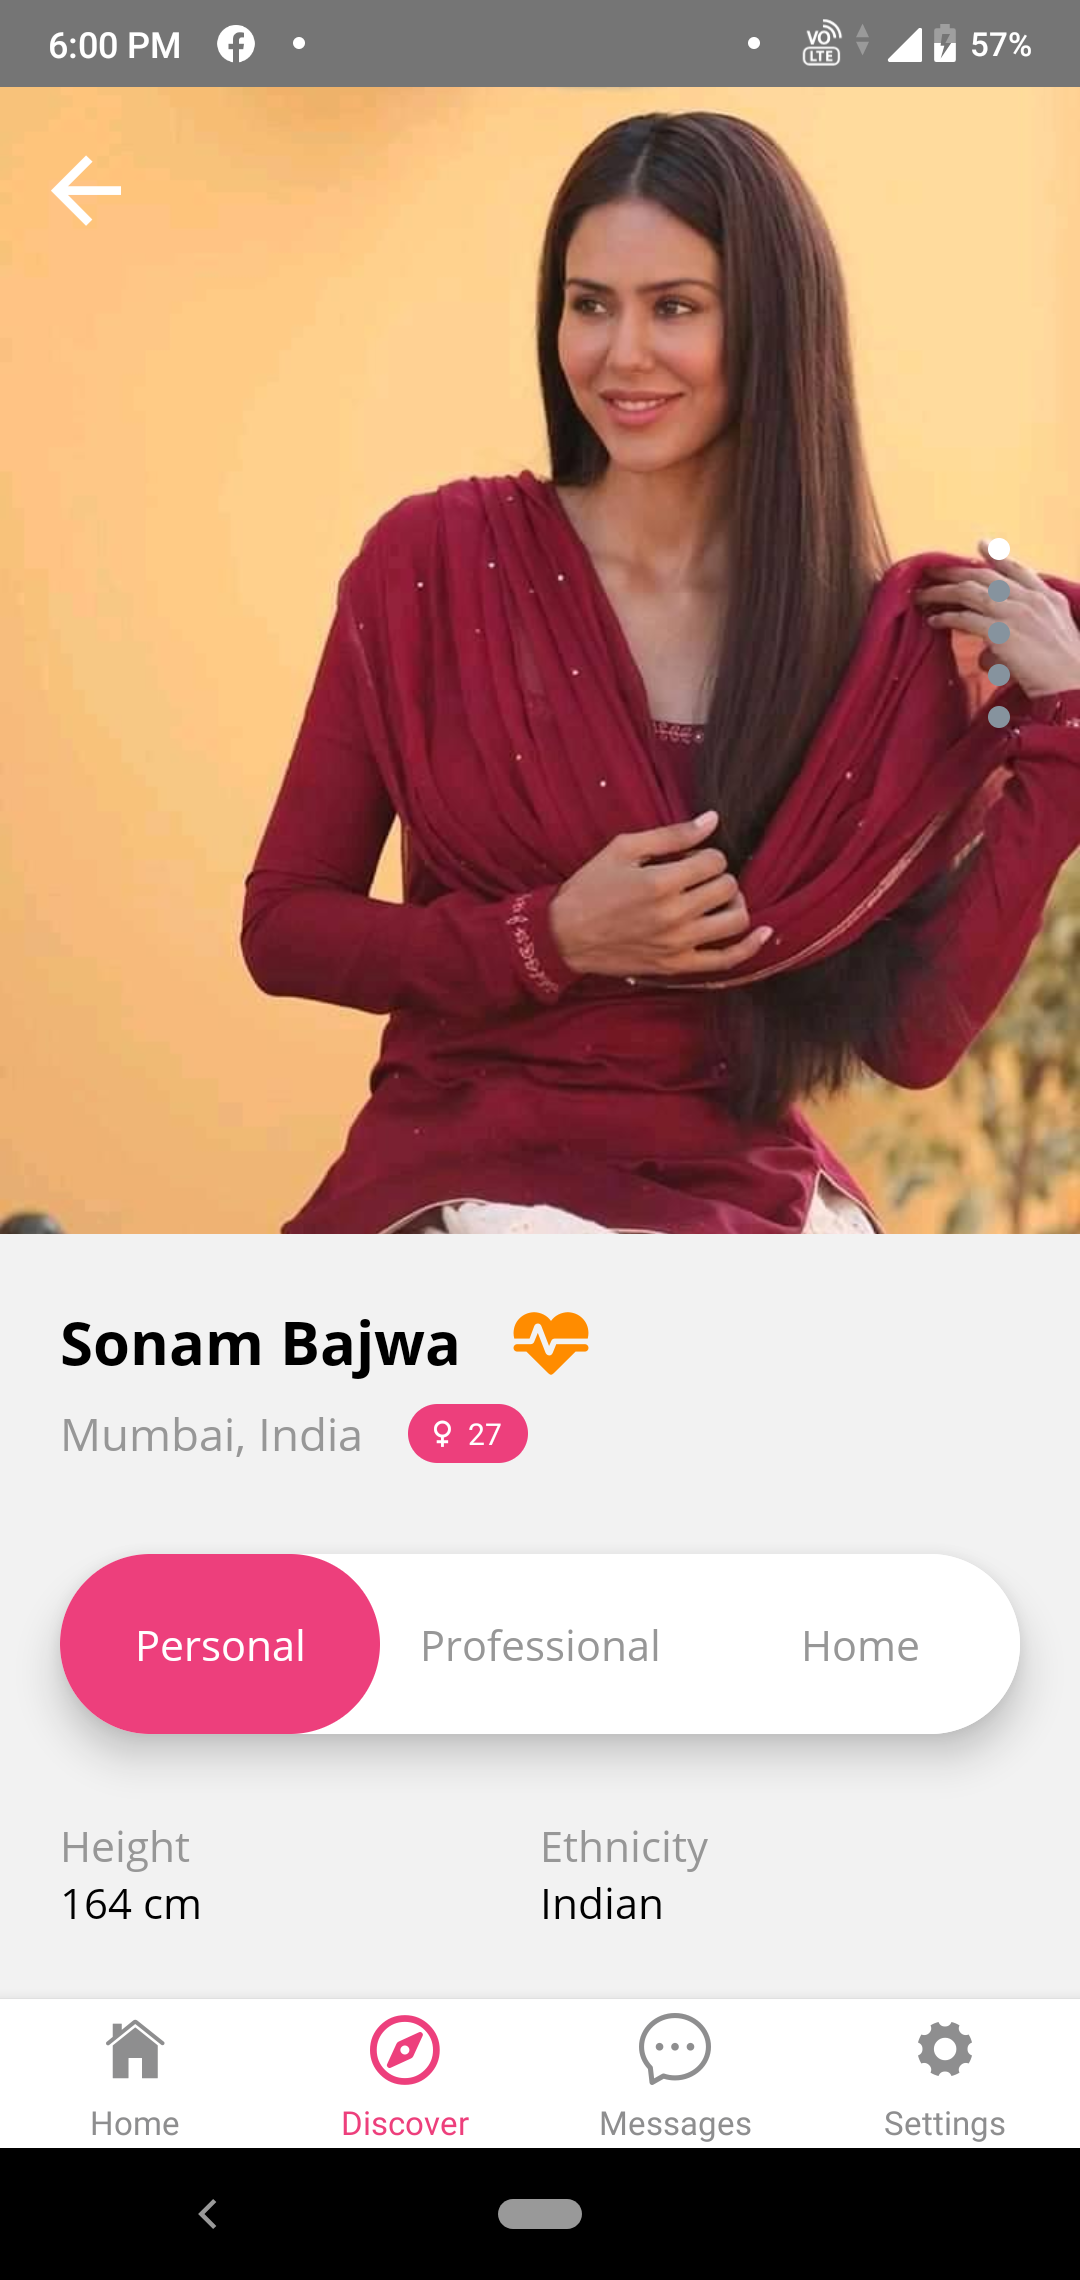 6:00 PM
VO LTE 57%
Sonam Bajwa
Mumbai, India
27
Personal Professional Home
Height Ethnicity
164 cm Indian
Home Discover Messages Settings